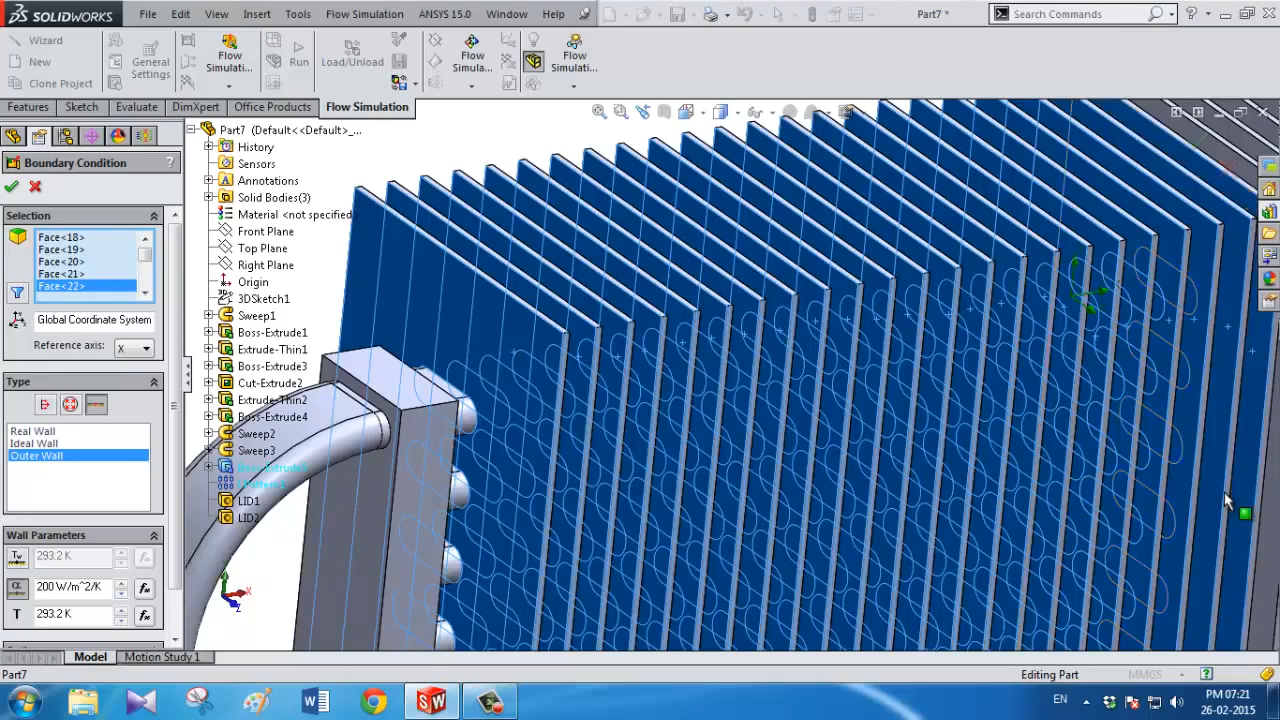 SOLIDWORKS File Edit View Insert Tools Flow Simulation ANSYS 15.0 Window Help Part7 * Search Commands
Wizard
New
Clone Project
General Settings
Flow Simulati...
Run
Load/Unload
Flow Simula...
Flow Simulati...
Features Sketch Evaluate DimXpert Office Products Flow Simulation
Boundary Condition ?
Selection
Face<18>
Face<19>
Face<20>
Face<21>
Face<22>
Global Coordinate System
Reference axis: X
Type
Real Wall
Ideal Wall
Outer Wall
Wall Parameters
Tw 293.2 K
α 200 W/m^2/K
T 293.2 K
Part7 (Default<<Default>_...
History
Sensors
Annotations
Solid Bodies(3)
Material <not specified>
Front Plane
Top Plane
Right Plane
Origin
3DSketch1
Sweep1
Boss-Extrude1
Extrude-Thin1
Boss-Extrude3
Cut-Extrude2
Extrude-Thin2
Boss-Extrude4
Sweep2
Sweep3
LID1
LID2
X
Z
Model Motion Study 1
Part7 Editing Part MMGS
EN PM 07:21
26-02-2015